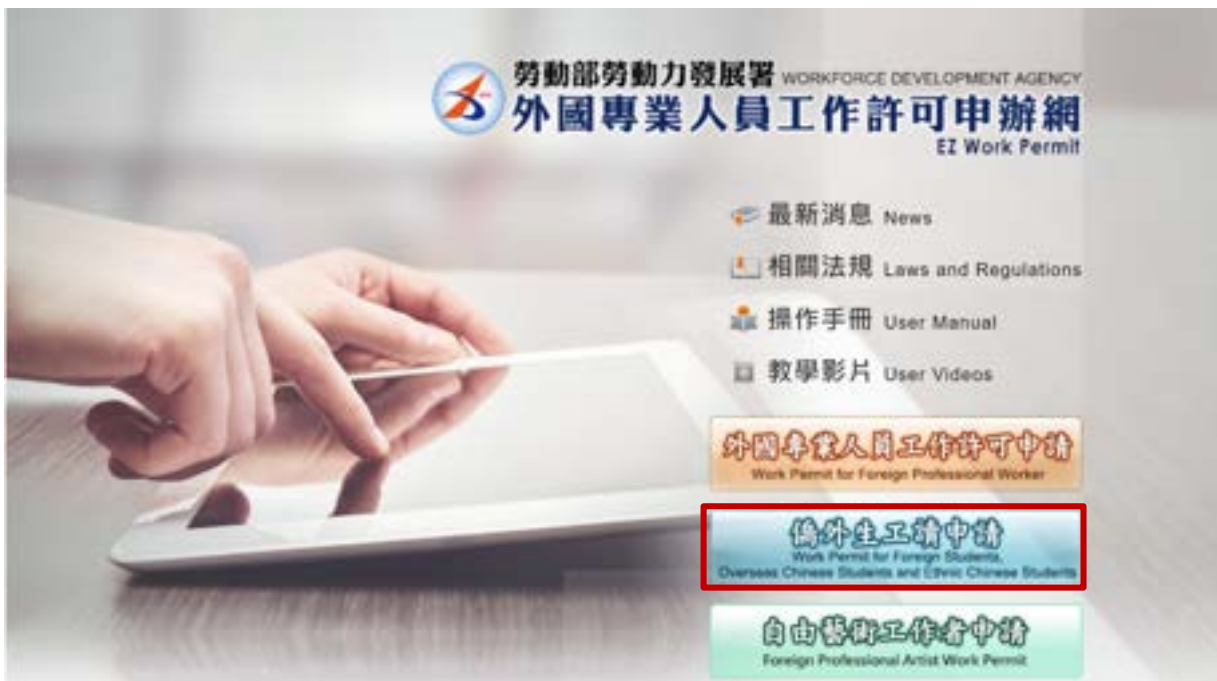 勞動部勞動力發展署 WORKFORCE DEVELOPMENT AGENCY
外國專業人員工作許可申辦網
EZ Work Permit
最新消息 News
相關法規 Laws and Regulations
操作手冊 User Manual
教學影片 User Videos
外國專業人員工作許可申請
Work Permit for Foreign Professional Worker
僑外生工讀申請
Work Permit for Foreign Students,
Overseas Chinese Students and Ethnic Chinese Students
自由藝術工作者申請
Foreign Professional Artist Work Permit